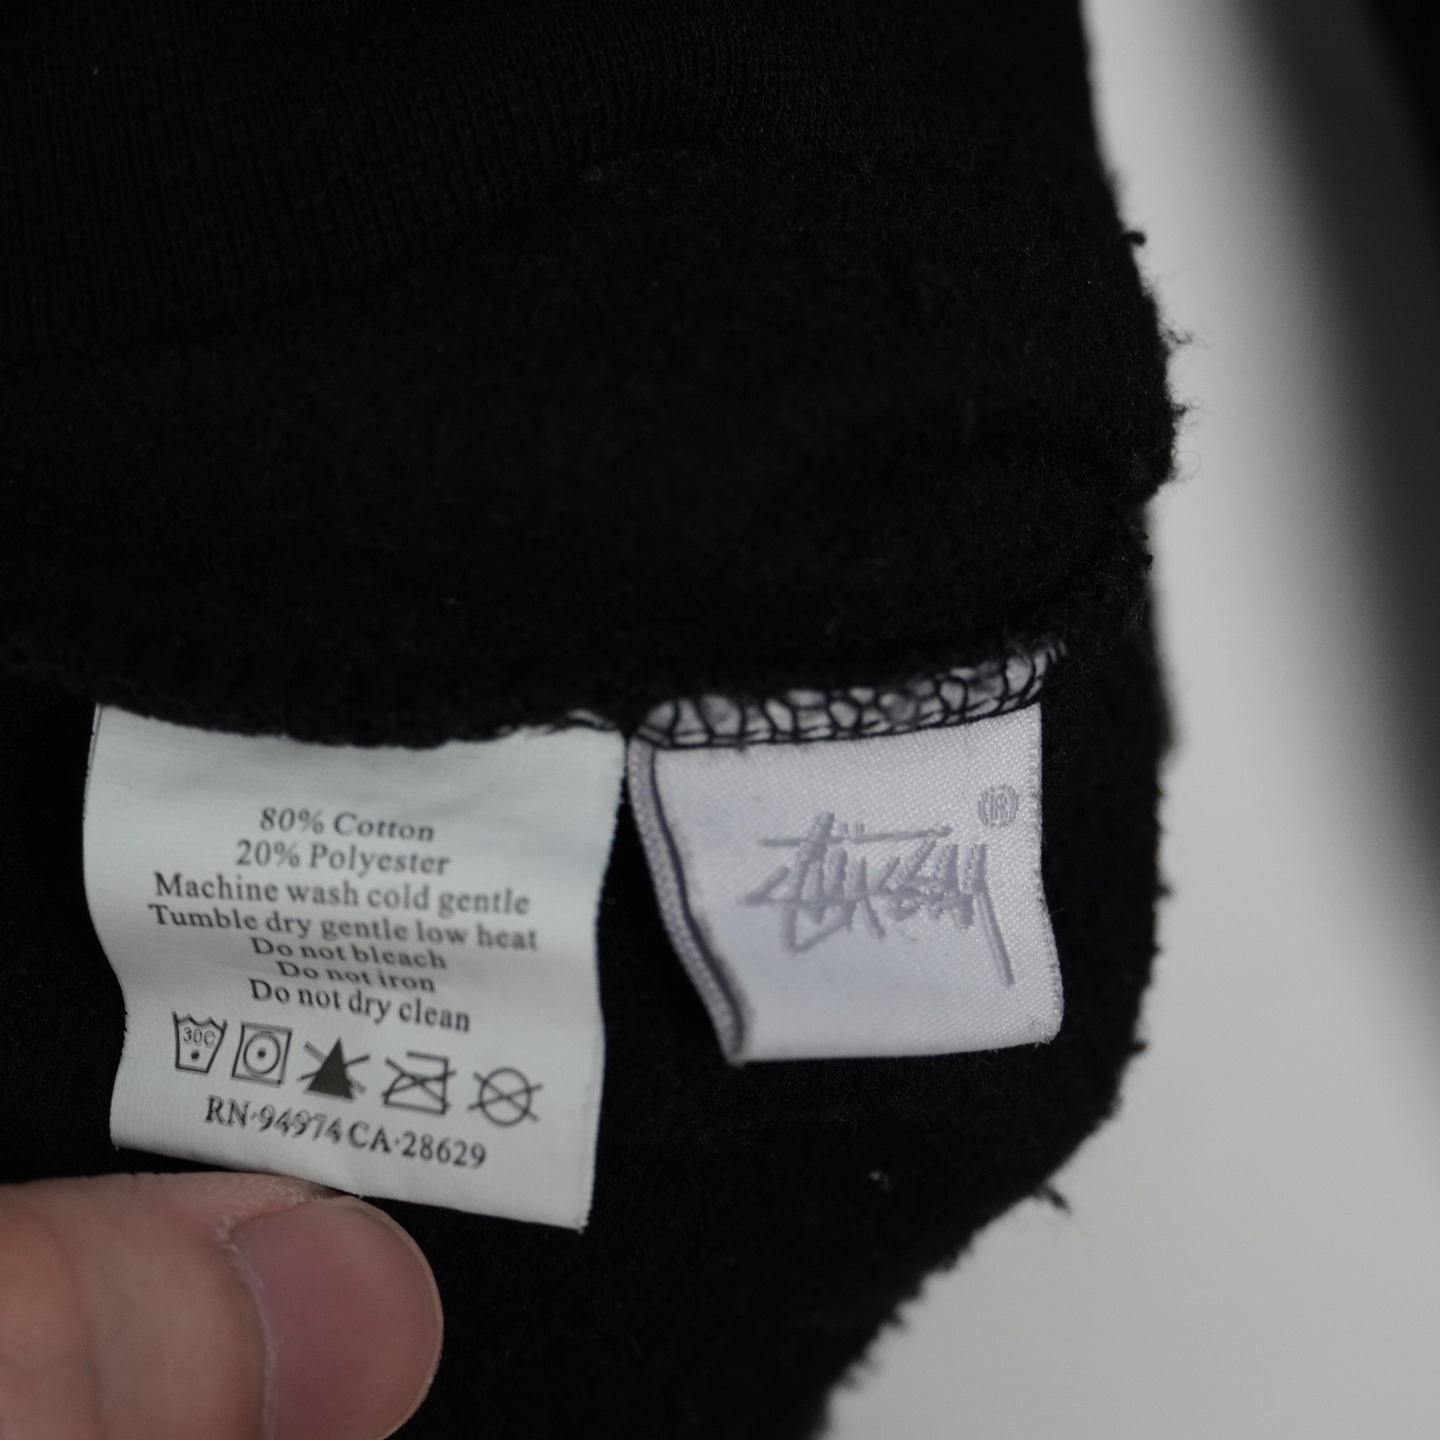 80% Cotton
20% Polyester
Machine wash cold gentle
Tumble dry gentle low heat
Do not bleach
Do not iron
Do not dry clean
30C
RN·94974 CA·28629
Stüssy ®